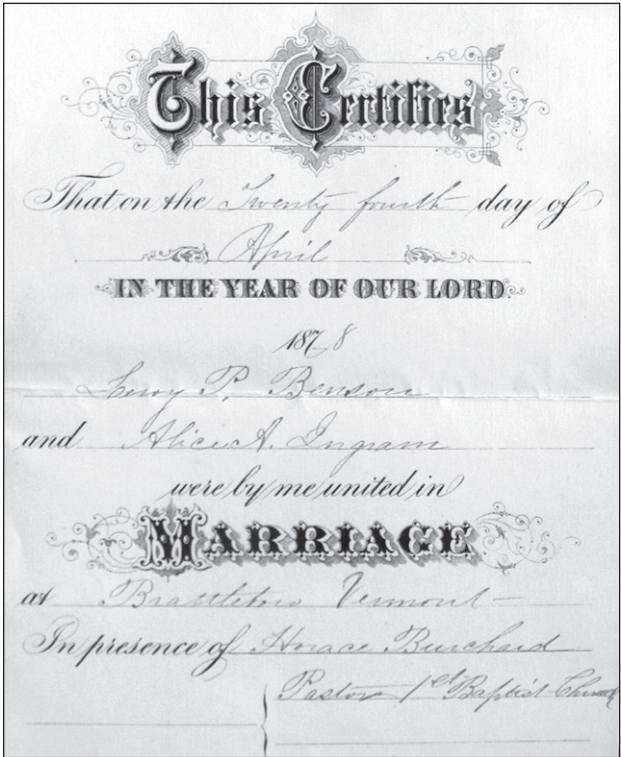 This Certifies
That on the Twenty fourth day of
April
IN THE YEAR OF OUR LORD
1878
Leroy P. Benson
and Alice A. Ingram
were by me united in
MARRIAGE
at Brattleboro Vermont
In presence of Horace Burchard
Pastor 1st Baptist Church